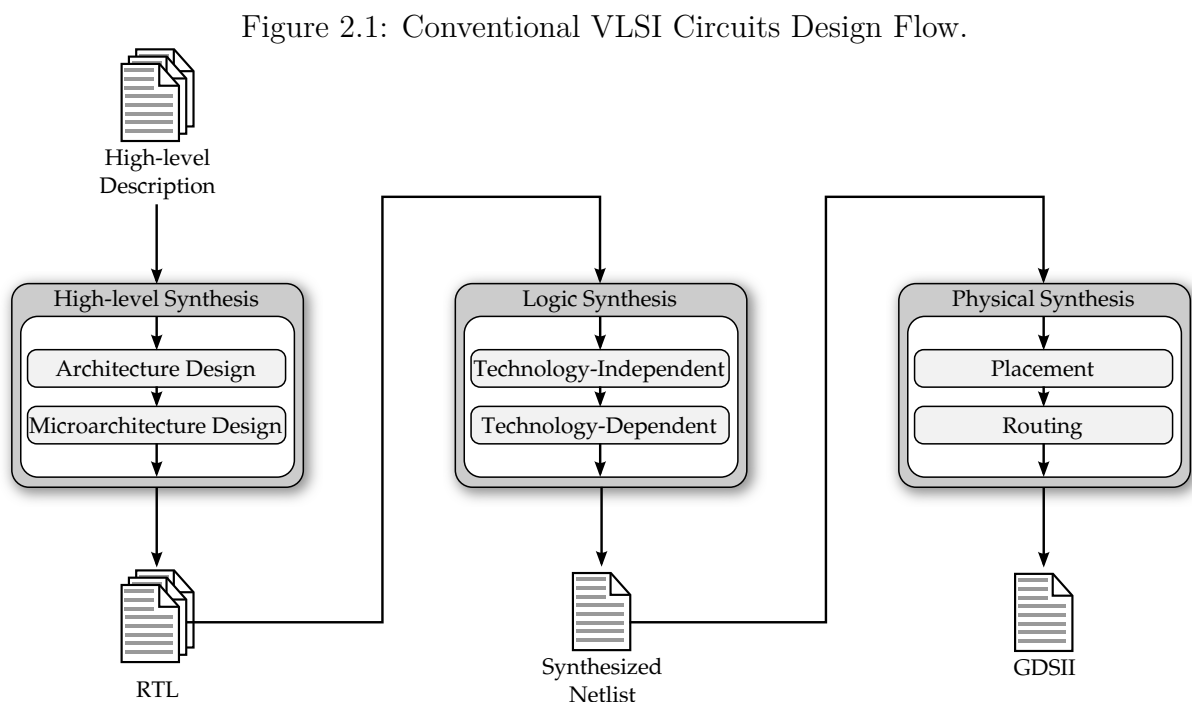 Figure 2.1: Conventional VLSI Circuits Design Flow.
High-level
Description
High-level Synthesis
Architecture Design
Microarchitecture Design
RTL
Logic Synthesis
Technology-Independent
Technology-Dependent
Synthesized
Netlist
Physical Synthesis
Placement
Routing
GDSII